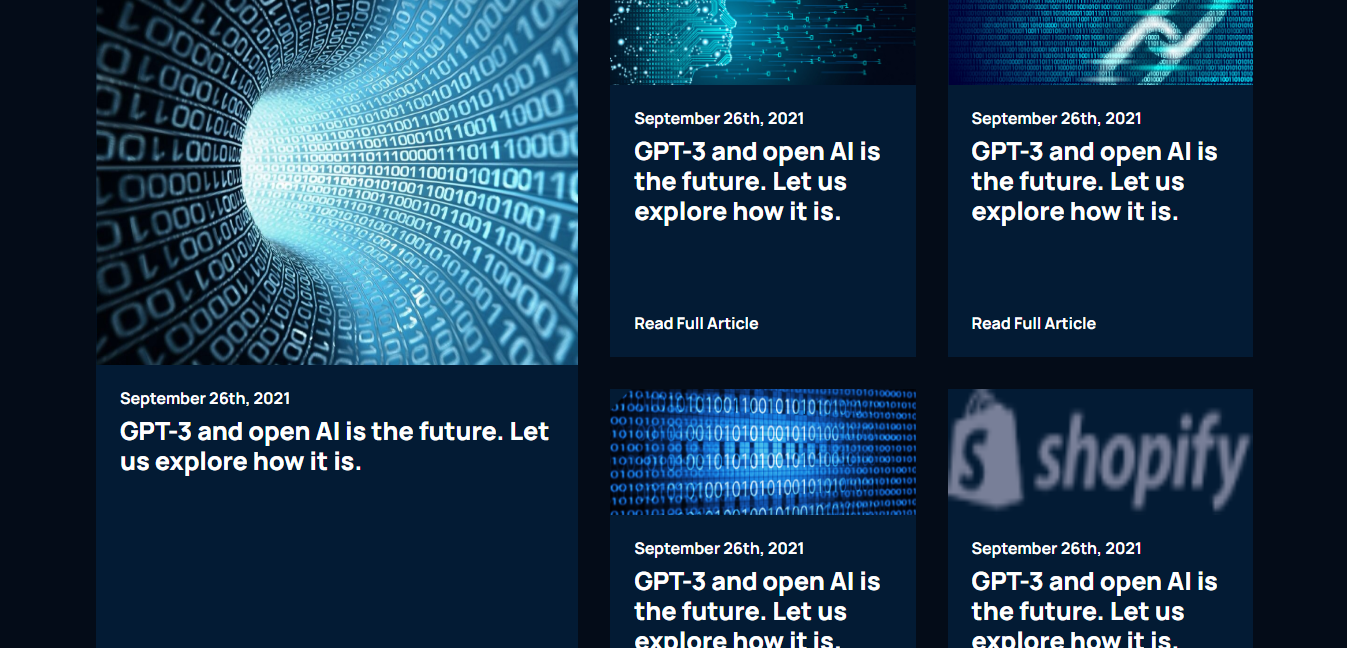 September 26th, 2021
GPT-3 and open AI is the future. Let
us explore how it is.
September 26th, 2021
GPT-3 and open AI is
the future. Let us
explore how it is.
Read Full Article
September 26th, 2021
GPT-3 and open AI is
the future. Let us
explore how it is.
Read Full Article
September 26th, 2021
GPT-3 and open AI is
the future. Let us
explore how it is.
shopify
September 26th, 2021
GPT-3 and open AI is
the future. Let us
explore how it is.